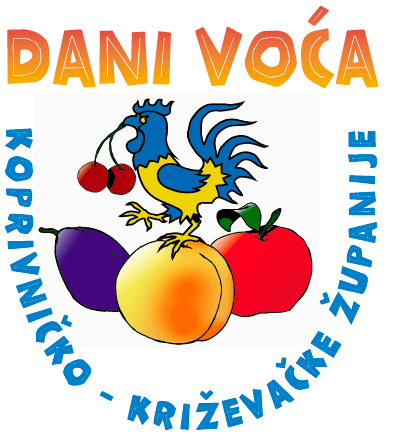 DANI VOĆA
KOPRIVNIČKO - KRIŽEVAČKE ŽUPANIJE